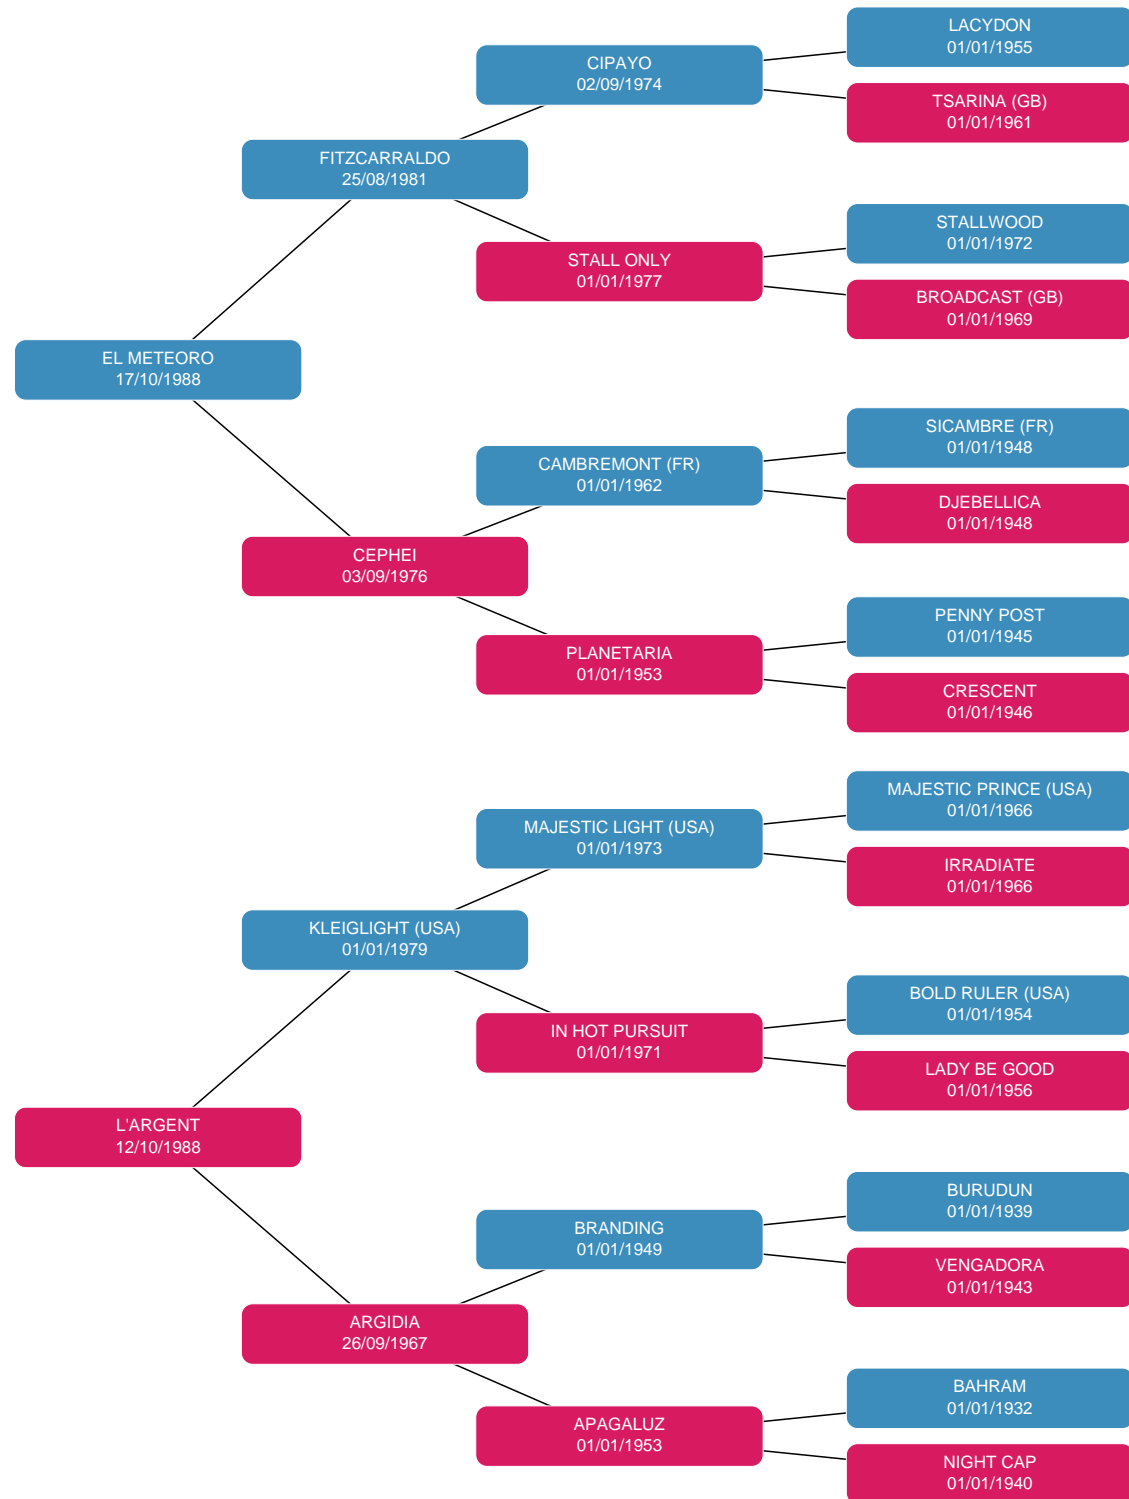 LACYDON
01/01/1955
CIPAYO
02/09/1974
TSARINA (GB)
01/01/1961
FITZCARRALDO
25/08/1981
STALLWOOD
01/01/1972
STALL ONLY
01/01/1977
BROADCAST (GB)
01/01/1969
EL METEORO
17/10/1988
SICAMBRE (FR)
01/01/1948
CAMBREMONT (FR)
01/01/1962
DJEBELLICA
01/01/1948
CEPHEI
03/09/1976
PENNY POST
01/01/1945
PLANETARIA
01/01/1953
CRESCENT
01/01/1946
MAJESTIC PRINCE (USA)
01/01/1966
MAJESTIC LIGHT (USA)
01/01/1973
IRRADIATE
01/01/1966
KLEIGLIGHT (USA)
01/01/1979
BOLD RULER (USA)
01/01/1954
IN HOT PURSUIT
01/01/1971
LADY BE GOOD
01/01/1956
L'ARGENT
12/10/1988
BURUDUN
01/01/1939
BRANDING
01/01/1949
VENGADORA
01/01/1943
ARGIDIA
26/09/1967
BAHRAM
01/01/1932
APAGALUZ
01/01/1953
NIGHT CAP
01/01/1940